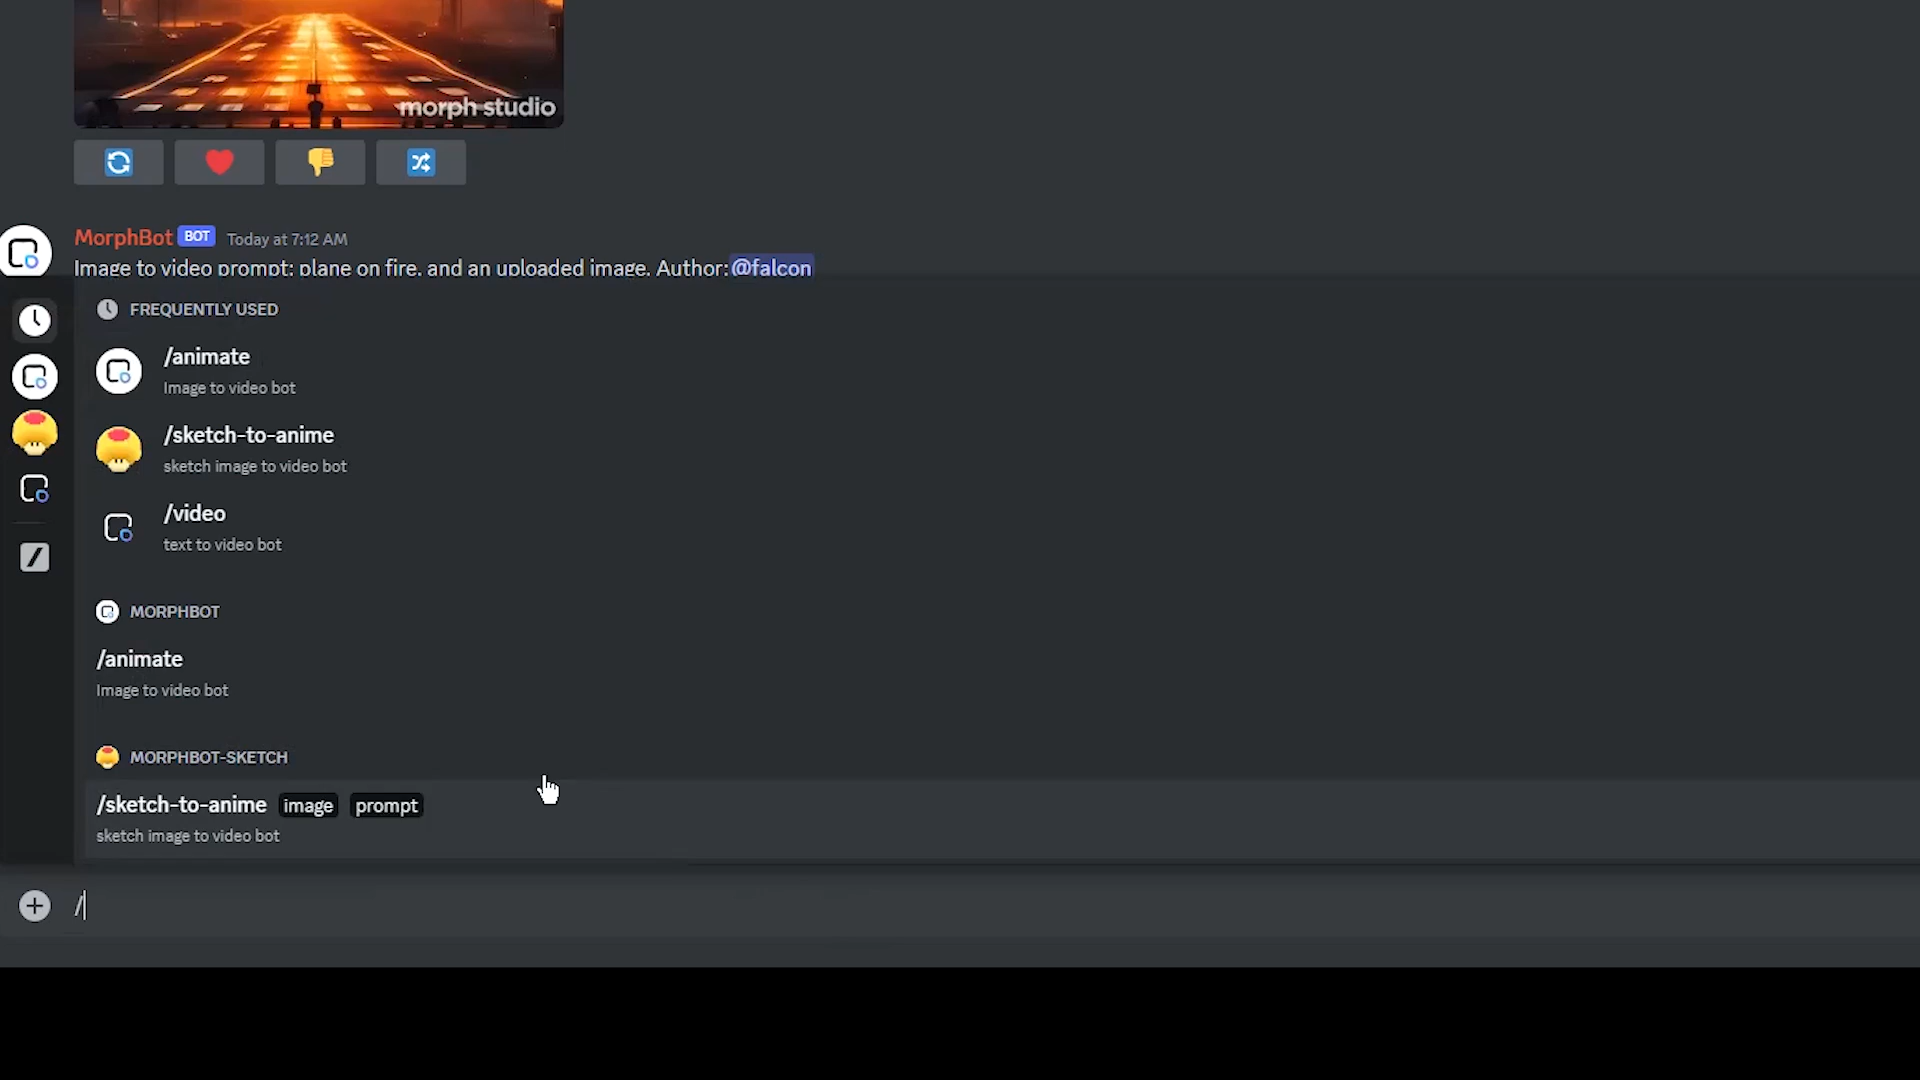 morph studio
MorphBot BOT Today at 7:12 AM
Image to video prompt: plane on fire, and an uploaded image. Author:@falcon
FREQUENTLY USED
/animate
Image to video bot
/sketch-to-anime
sketch image to video bot
/video
text to video bot
MORPHBOT
/animate
Image to video bot
MORPHBOT-SKETCH
/sketch-to-anime image prompt
sketch image to video bot
/